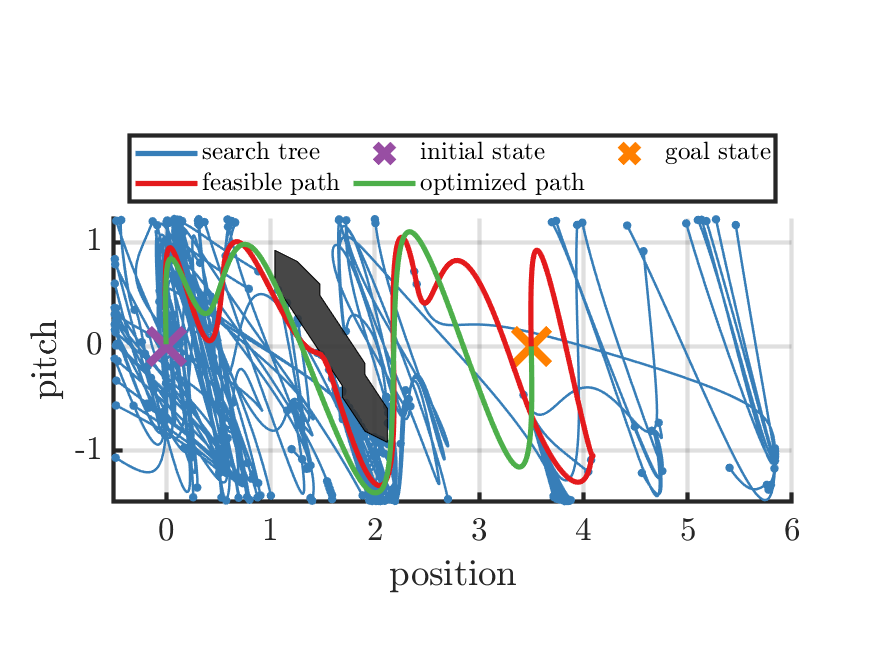 search tree initial state goal state
feasible path optimized path
1
0
-1
pitch
0 1 2 3 4 5 6
position